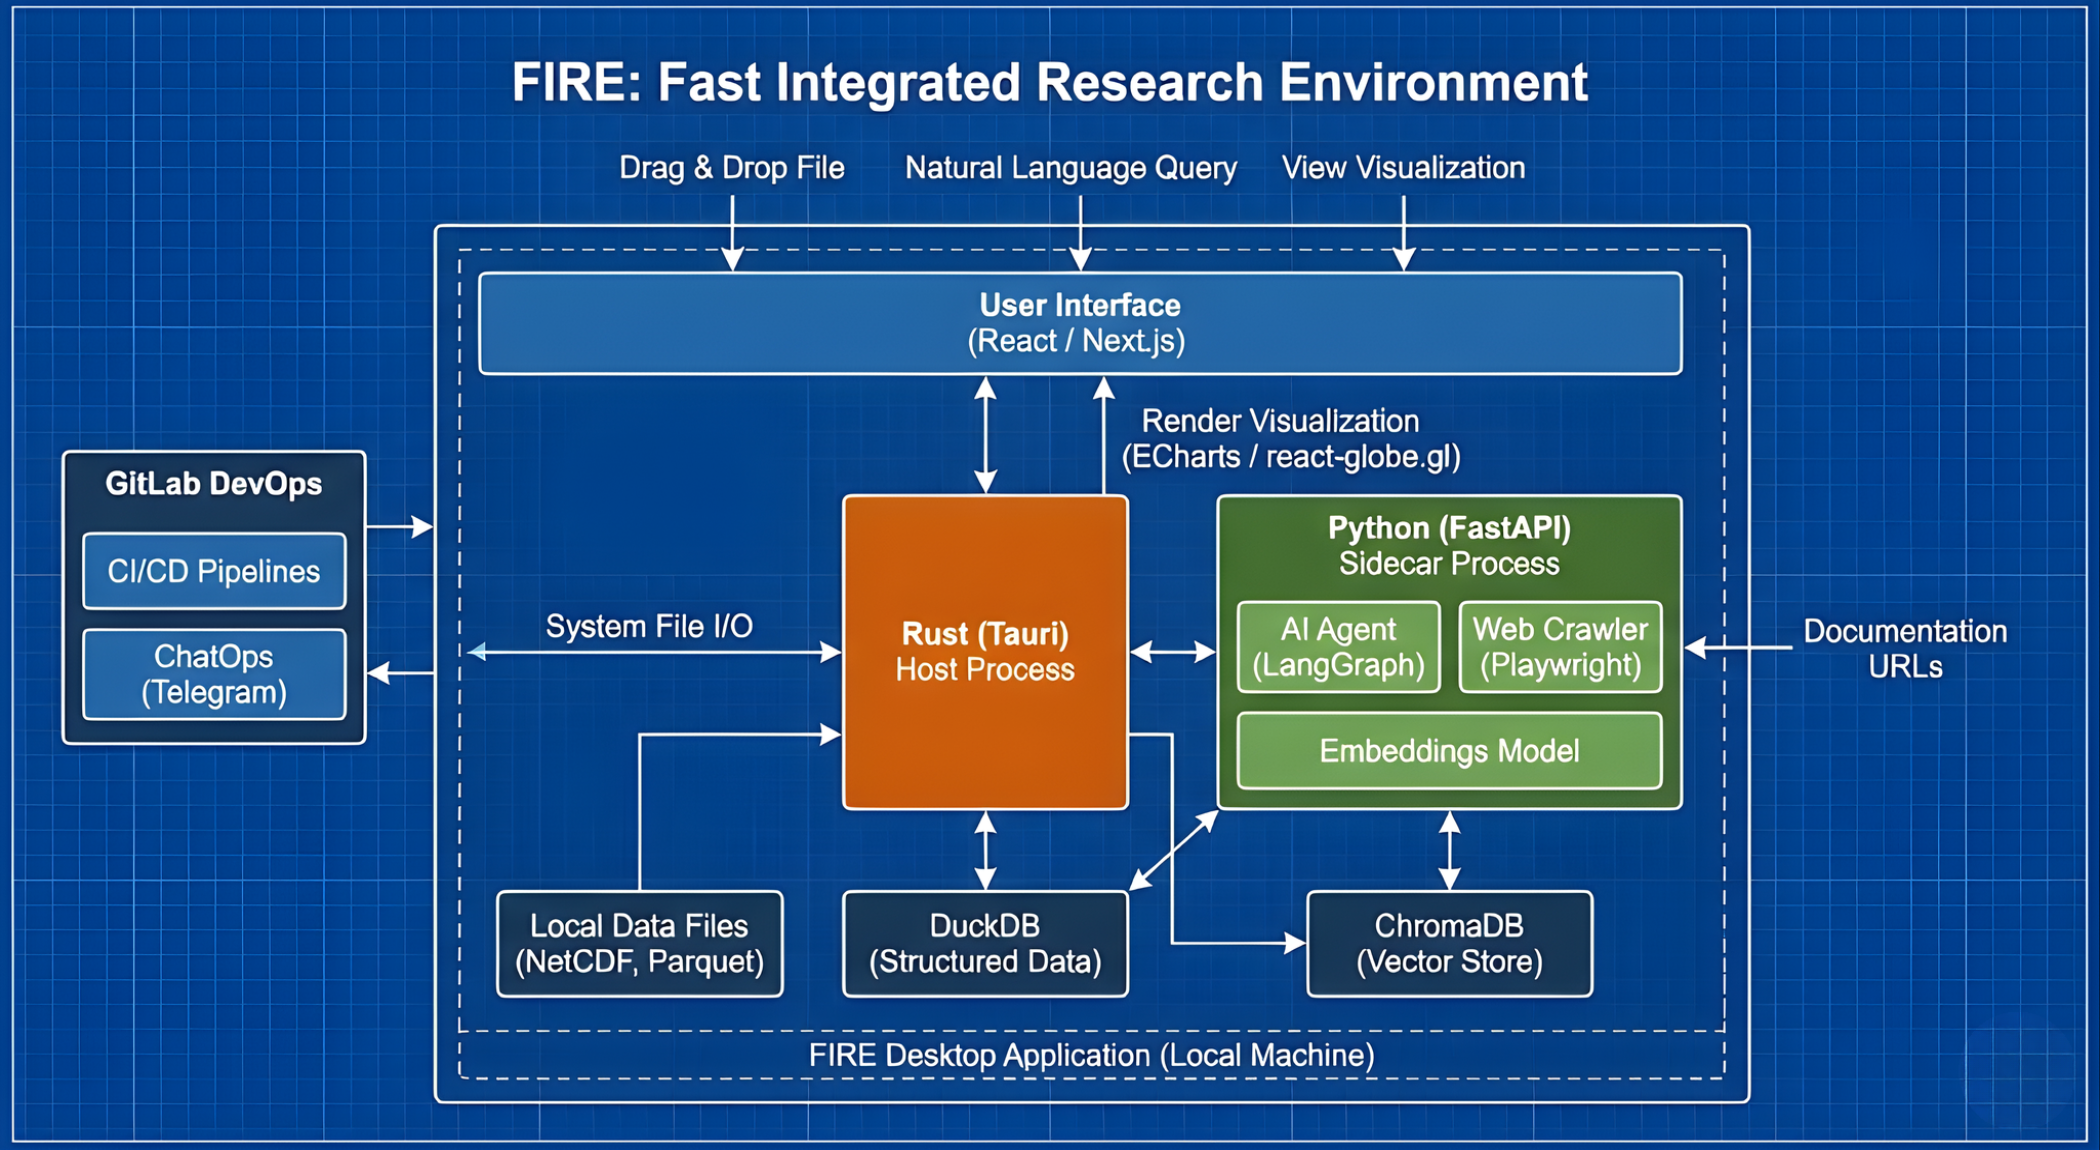 FIRE: Fast Integrated Research Environment
Drag & Drop File
Natural Language Query
View Visualization
User Interface
(React / Next.js)
Render Visualization
(ECharts / react-globe.gl)
GitLab DevOps
CI/CD Pipelines
ChatOps
(Telegram)
System File I/O
Rust (Tauri)
Host Process
Python (FastAPI)
Sidecar Process
AI Agent
(LangGraph)
Web Crawler
(Playwright)
Embeddings Model
Documentation
URLs
Local Data Files
(NetCDF, Parquet)
DuckDB
(Structured Data)
ChromaDB
(Vector Store)
FIRE Desktop Application (Local Machine)